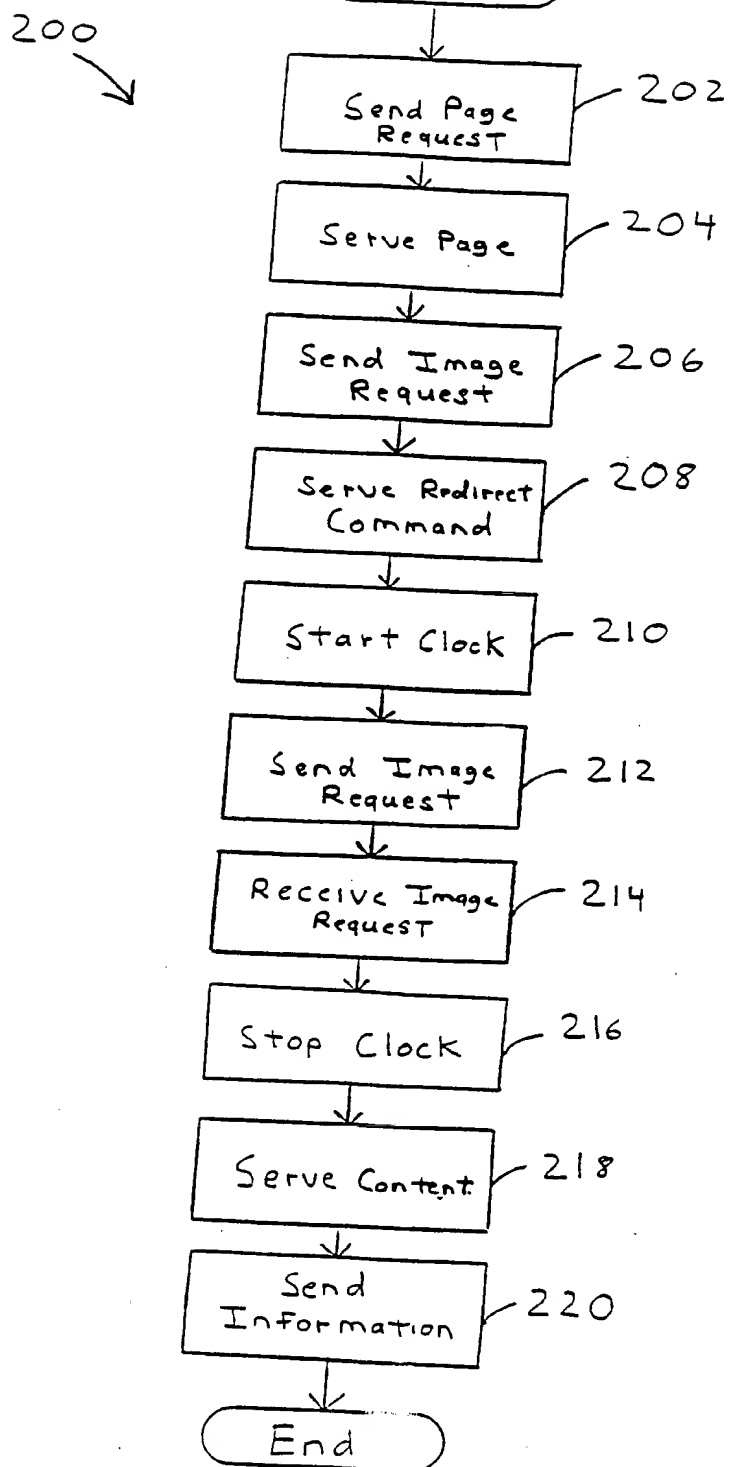 200
Send Page
Request
202
Serve Page
204
Send Image
Request
206
Serve Redirect
Command
208
Start Clock
210
Send Image
Request
212
Receive Image
Request
214
Stop Clock
216
Serve Content
218
Send
Information
220
End